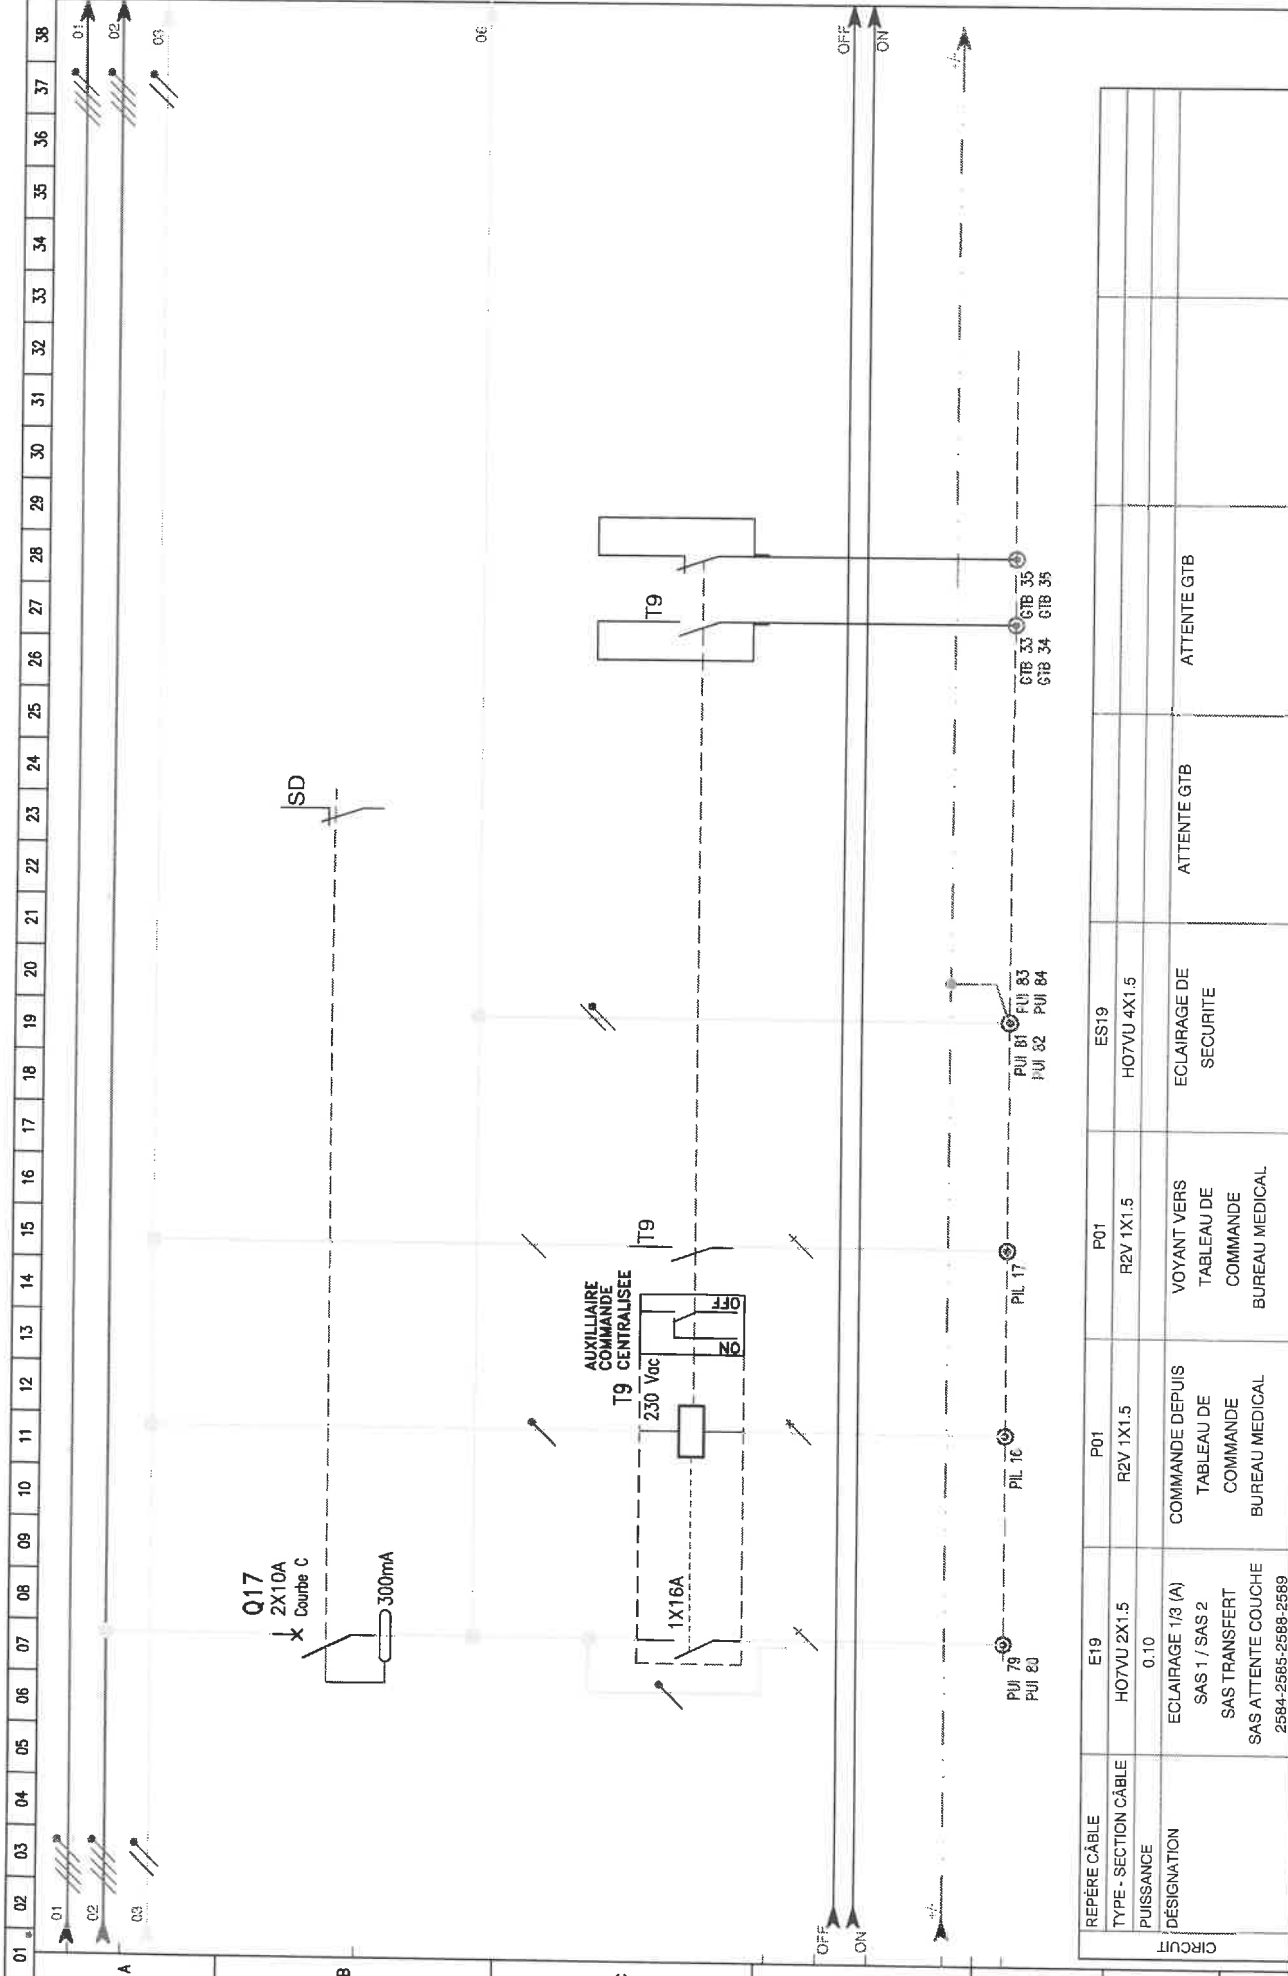 01 02 03 04 05 06 07 08 09 10 11 12 13 14 15 16 17 18 19 20 21 22 23 24 25 26 27 28 29 30 31 32 33 34 35 36 37 38
A
B
01
02
03
01
02
03
06
Q17
2X10A
Courbe C
300mA
SD
AUXILLIAIRE
COMMANDE
CENTRALISEE
T9
230 Vac
ON
OFF
1X16A
T9
T9
OFF
ON
OFF
ON
+/-
+/-
PUI 79
PUI 80
PIL 16
PIL 17
PUI 81
PUI 82
PUI 83
PUI 84
GTB 33
GTB 34
GTB 35
GTB 36
CIRCUIT
REPÈRE CÂBLE E19 P01 P01 ES19
TYPE - SECTION CÂBLE HO7VU 2X1.5 R2V 1X1.5 R2V 1X1.5 HO7VU 4X1.5
PUISSANCE 0.10
DÉSIGNATION
ECLAIRAGE 1/3 (A)
SAS 1 / SAS 2
SAS TRANSFERT
SAS ATTENTE COUCHE
2584-2585-2588-2589
COMMANDE DEPUIS
TABLEAU DE
COMMANDE
BUREAU MEDICAL
VOYANT VERS
TABLEAU DE
COMMANDE
BUREAU MEDICAL
ECLAIRAGE DE
SECURITE
ATTENTE GTB
ATTENTE GTB